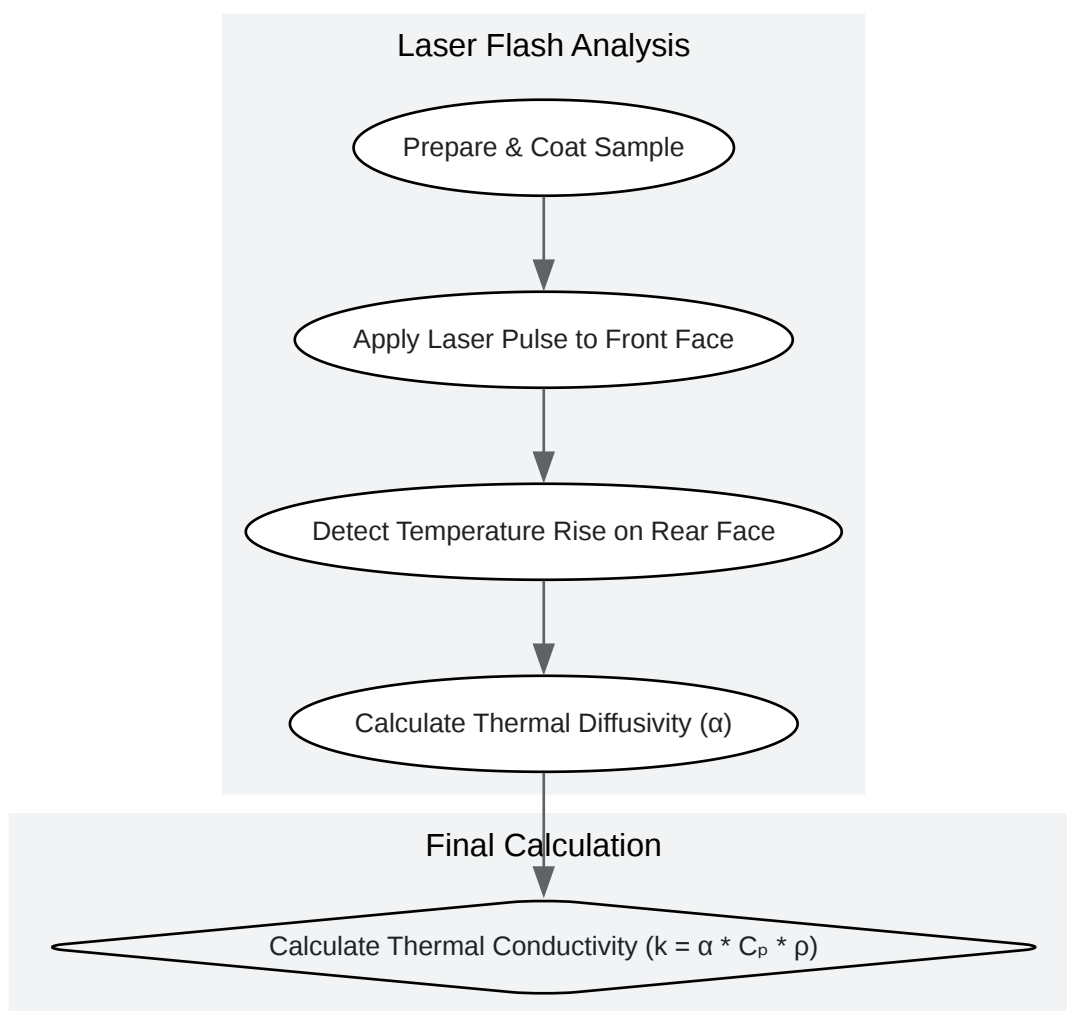 Laser Flash Analysis
Prepare & Coat Sample
Apply Laser Pulse to Front Face
Detect Temperature Rise on Rear Face
Calculate Thermal Diffusivity (α)
Final Calculation
Calculate Thermal Conductivity (k = α * Cₚ * ρ)